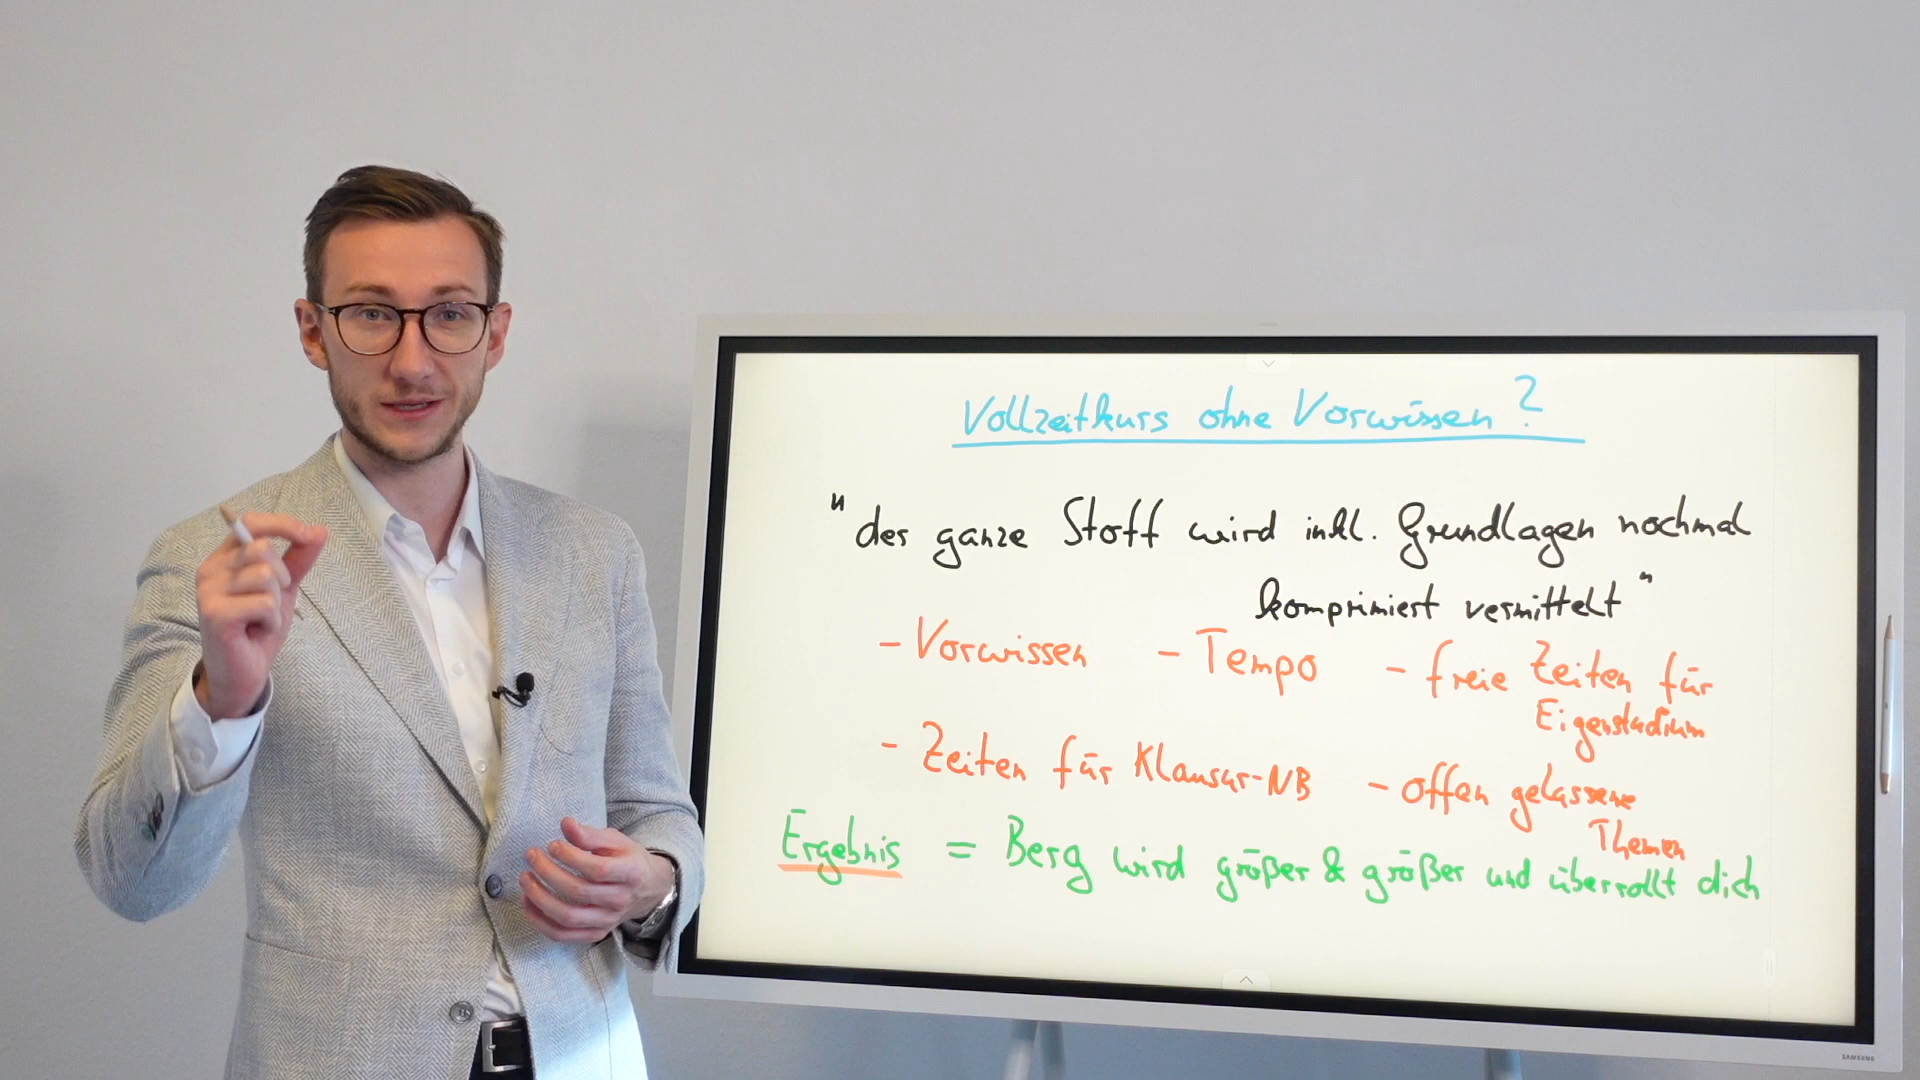 Vollzeitkurs ohne Vorwissen?
"der ganze Stoff wird inkl. Grundlagen nochmal
komprimiert vermittelt"
- Vorwissen - Tempo - freie Zeiten für
Eigenstudium
- Zeiten für Klausur-NB - offen gelassene
Themen
Ergebnis = Berg wird größer & größer und überrollt dich
SAMSUNG